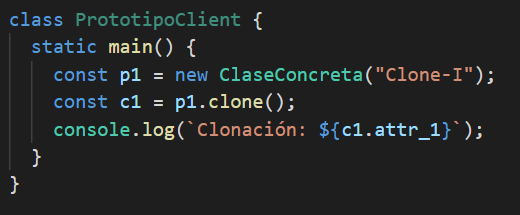 class PrototipoClient {
  static main() {
    const p1 = new ClaseConcreta("Clone-I");
    const c1 = p1.clone();
    console.log(`Clonación: ${c1.attr_1}`);
  }
}